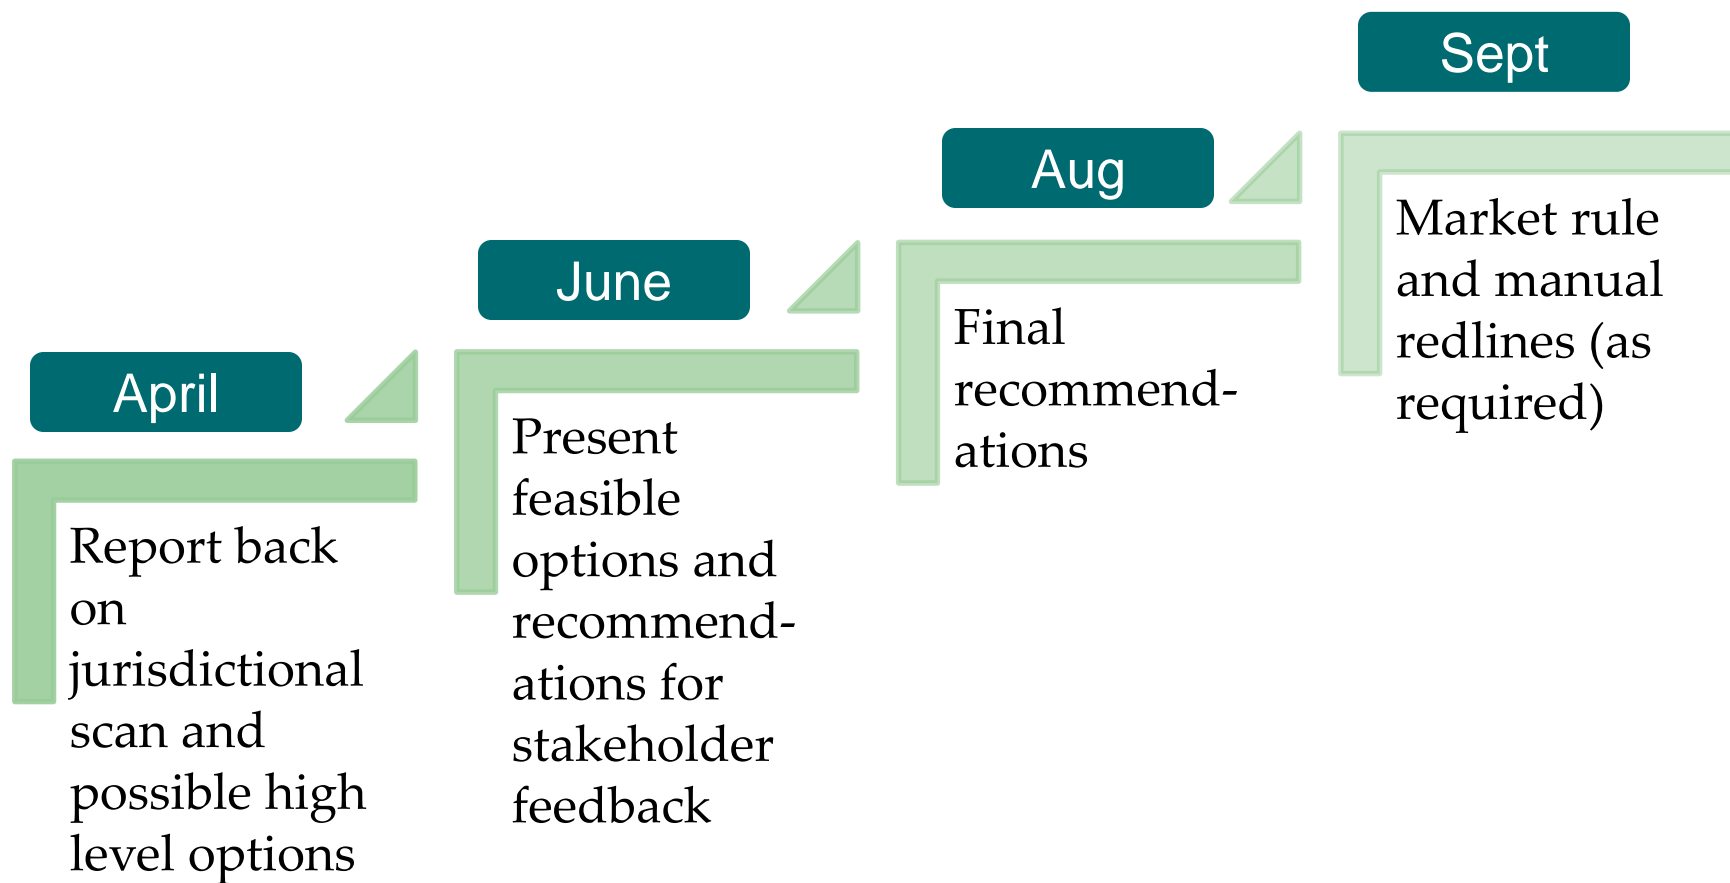 April
Report back
on
jurisdictional
scan and
possible high
level options
June
Present
feasible
options and
recommend-
ations for
stakeholder
feedback
Aug
Final
recommend-
ations
Sept
Market rule
and manual
redlines (as
required)